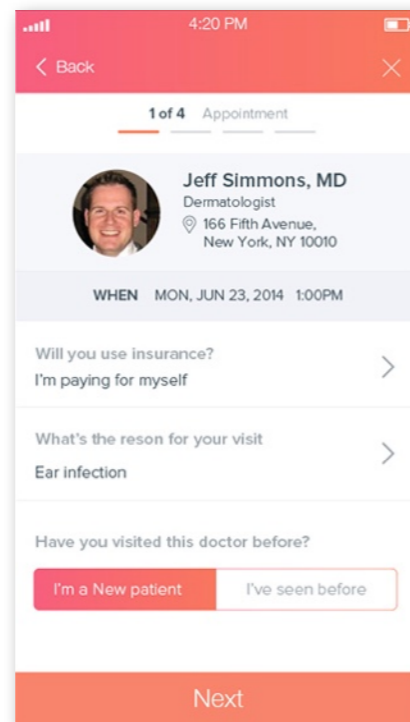 4:20 PM
Back
1 of 4 Appointment
Jeff Simmons, MD
Dermatologist
166 Fifth Avenue,
New York, NY 10010
WHEN MON, JUN 23, 2014 1:00PM
Will you use insurance?
I'm paying for myself
What's the reson for your visit
Ear infection
Have you visited this doctor before?
I'm a New patient I've seen before
Next